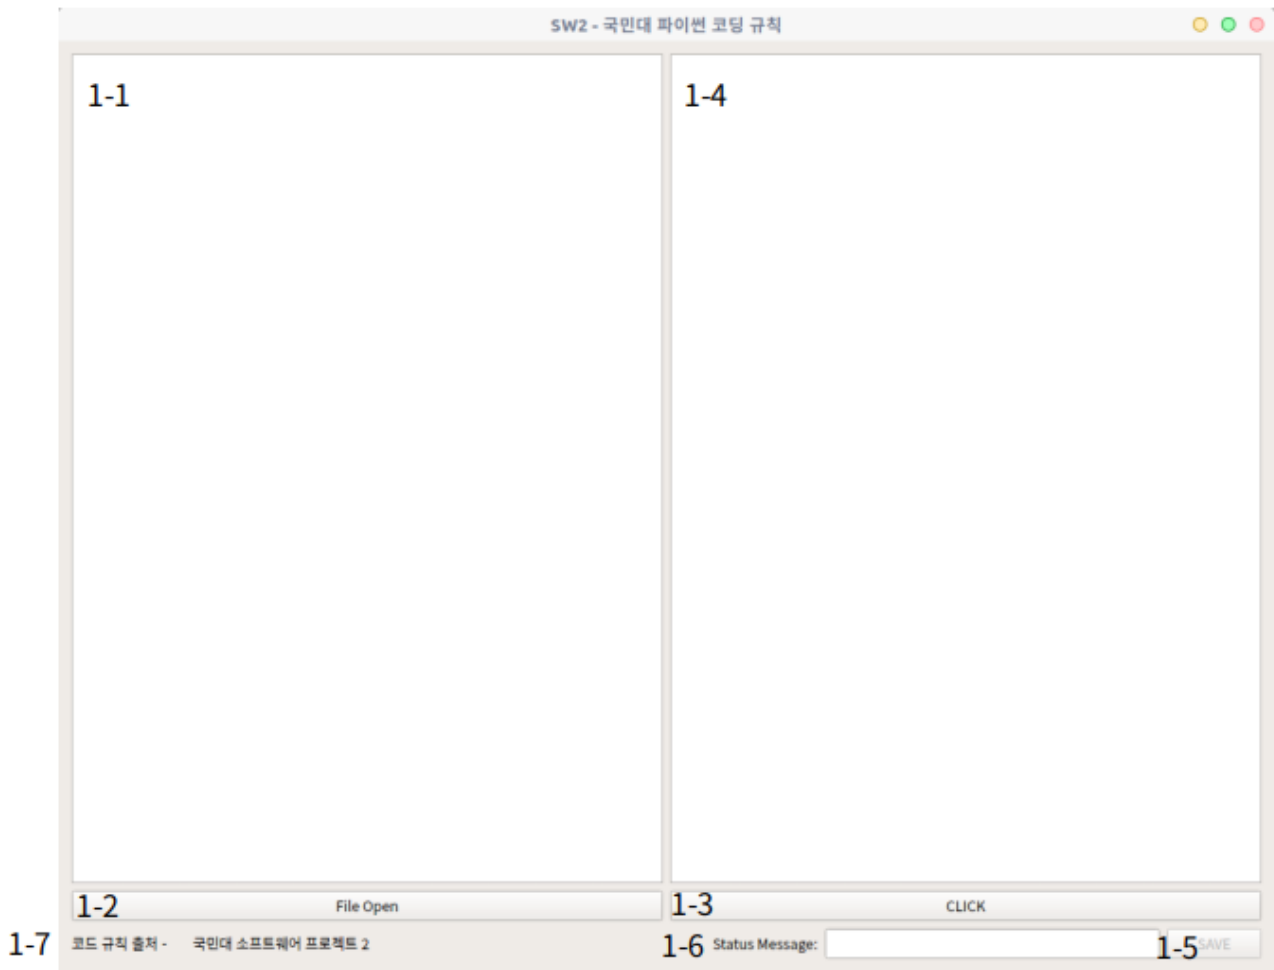 SW2 - 국민대 파이썬 코딩 규칙
1-1
1-4
1-2 File Open
1-3 CLICK
1-7 코드 규칙 출처 - 국민대 소프트웨어 프로젝트 2
1-6 Status Message:
1-5 SAVE